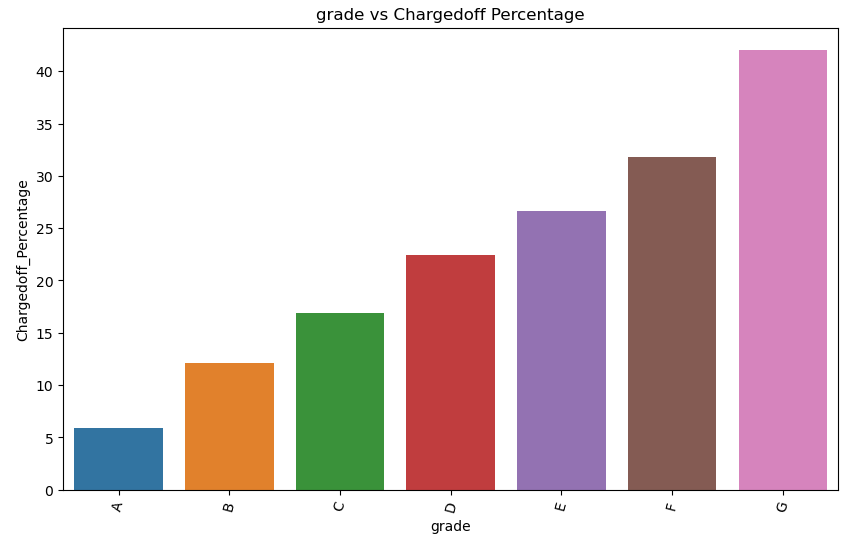 grade vs Chargedoff Percentage
Chargedoff_Percentage
40
35
30
25
20
15
10
5
0
A
B
C
D
E
F
G
grade